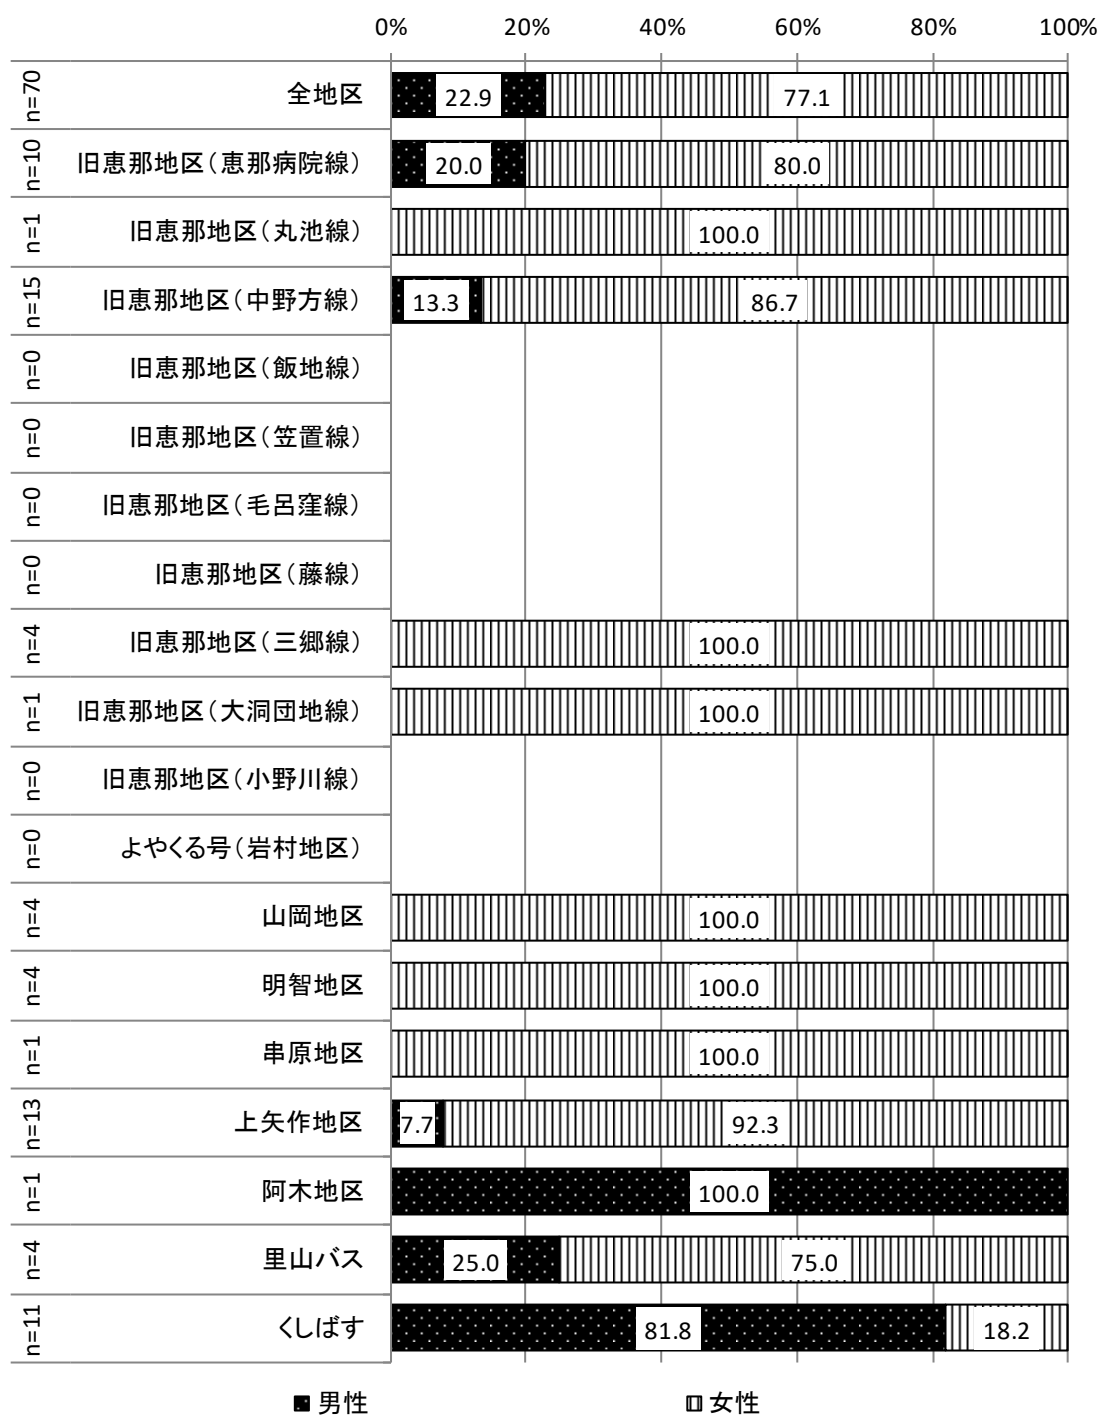 0% 20% 40% 60% 80% 100%
n=70 全地区 22.9 77.1
n=10 旧恵那地区（恵那病院線） 20.0 80.0
n=1 旧恵那地区（丸池線） 100.0
n=15 旧恵那地区（中野方線） 13.3 86.7
n=0 旧恵那地区（飯地線）
n=0 旧恵那地区（笠置線）
n=0 旧恵那地区（毛呂窪線）
n=0 旧恵那地区（藤線）
n=4 旧恵那地区（三郷線） 100.0
n=1 旧恵那地区（大洞団地線） 100.0
n=0 旧恵那地区（小野川線）
n=0 よやくる号（岩村地区）
n=4 山岡地区 100.0
n=4 明智地区 100.0
n=1 串原地区 100.0
n=13 上矢作地区 7.7 92.3
n=1 阿木地区 100.0
n=4 里山バス 25.0 75.0
n=11 くしばす 81.8 18.2
男性 女性